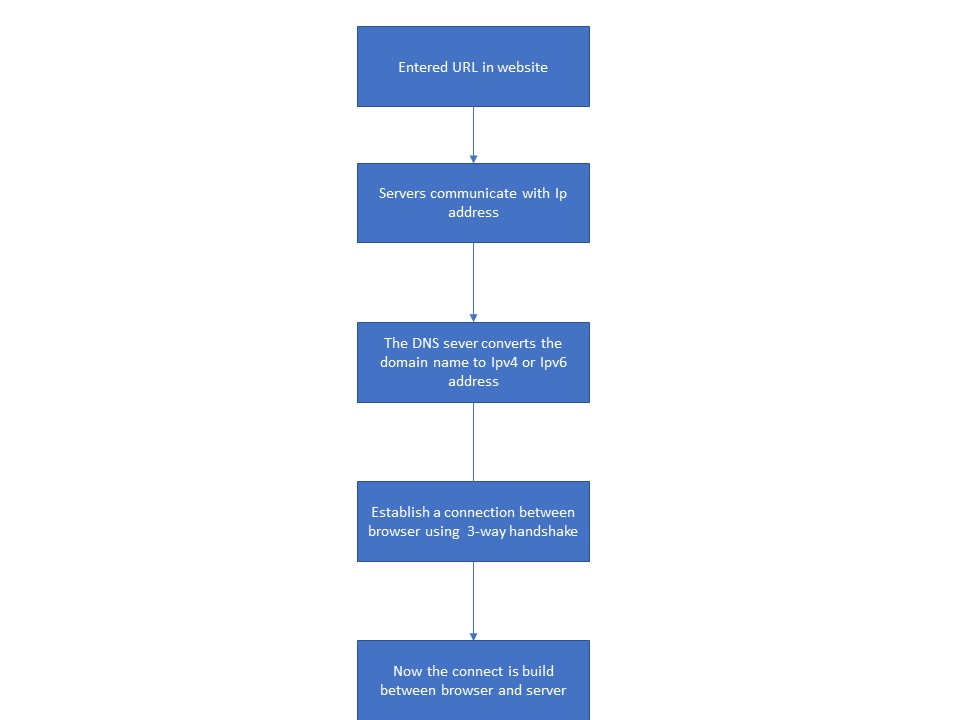 Entered URL in website
Servers communicate with Ip
address
The DNS sever converts the
domain name to Ipv4 or Ipv6
address
Establish a connection between
browser using  3-way handshake
Now the connect is build
between browser and server